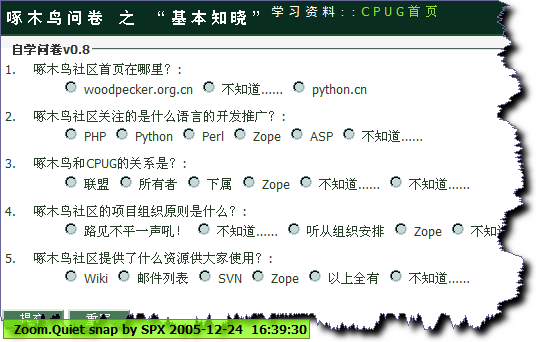 啄木鸟问卷 之 “基本知晓” 学习资料::CPUG首页
自学问卷v0.8
1. 啄木鸟社区首页在哪里？:
woodpecker.org.cn 不知道...... python.cn
2. 啄木鸟社区关注的是什么语言的开发推广？:
PHP Python Perl Zope ASP 不知道......
3. 啄木鸟和CPUG的关系是？:
联盟 所有者 下属 Zope 不知道...... 不知道......
4. 啄木鸟社区的项目组织原则是什么？:
路见不平一声吼！ 不知道...... 听从组织安排 Zope 不知
5. 啄木鸟社区提供了什么资源供大家使用？:
Wiki 邮件列表 SVN Zope 以上全有 不知道......
Zoom.Quiet snap by SPX 2005-12-24 16:39:30